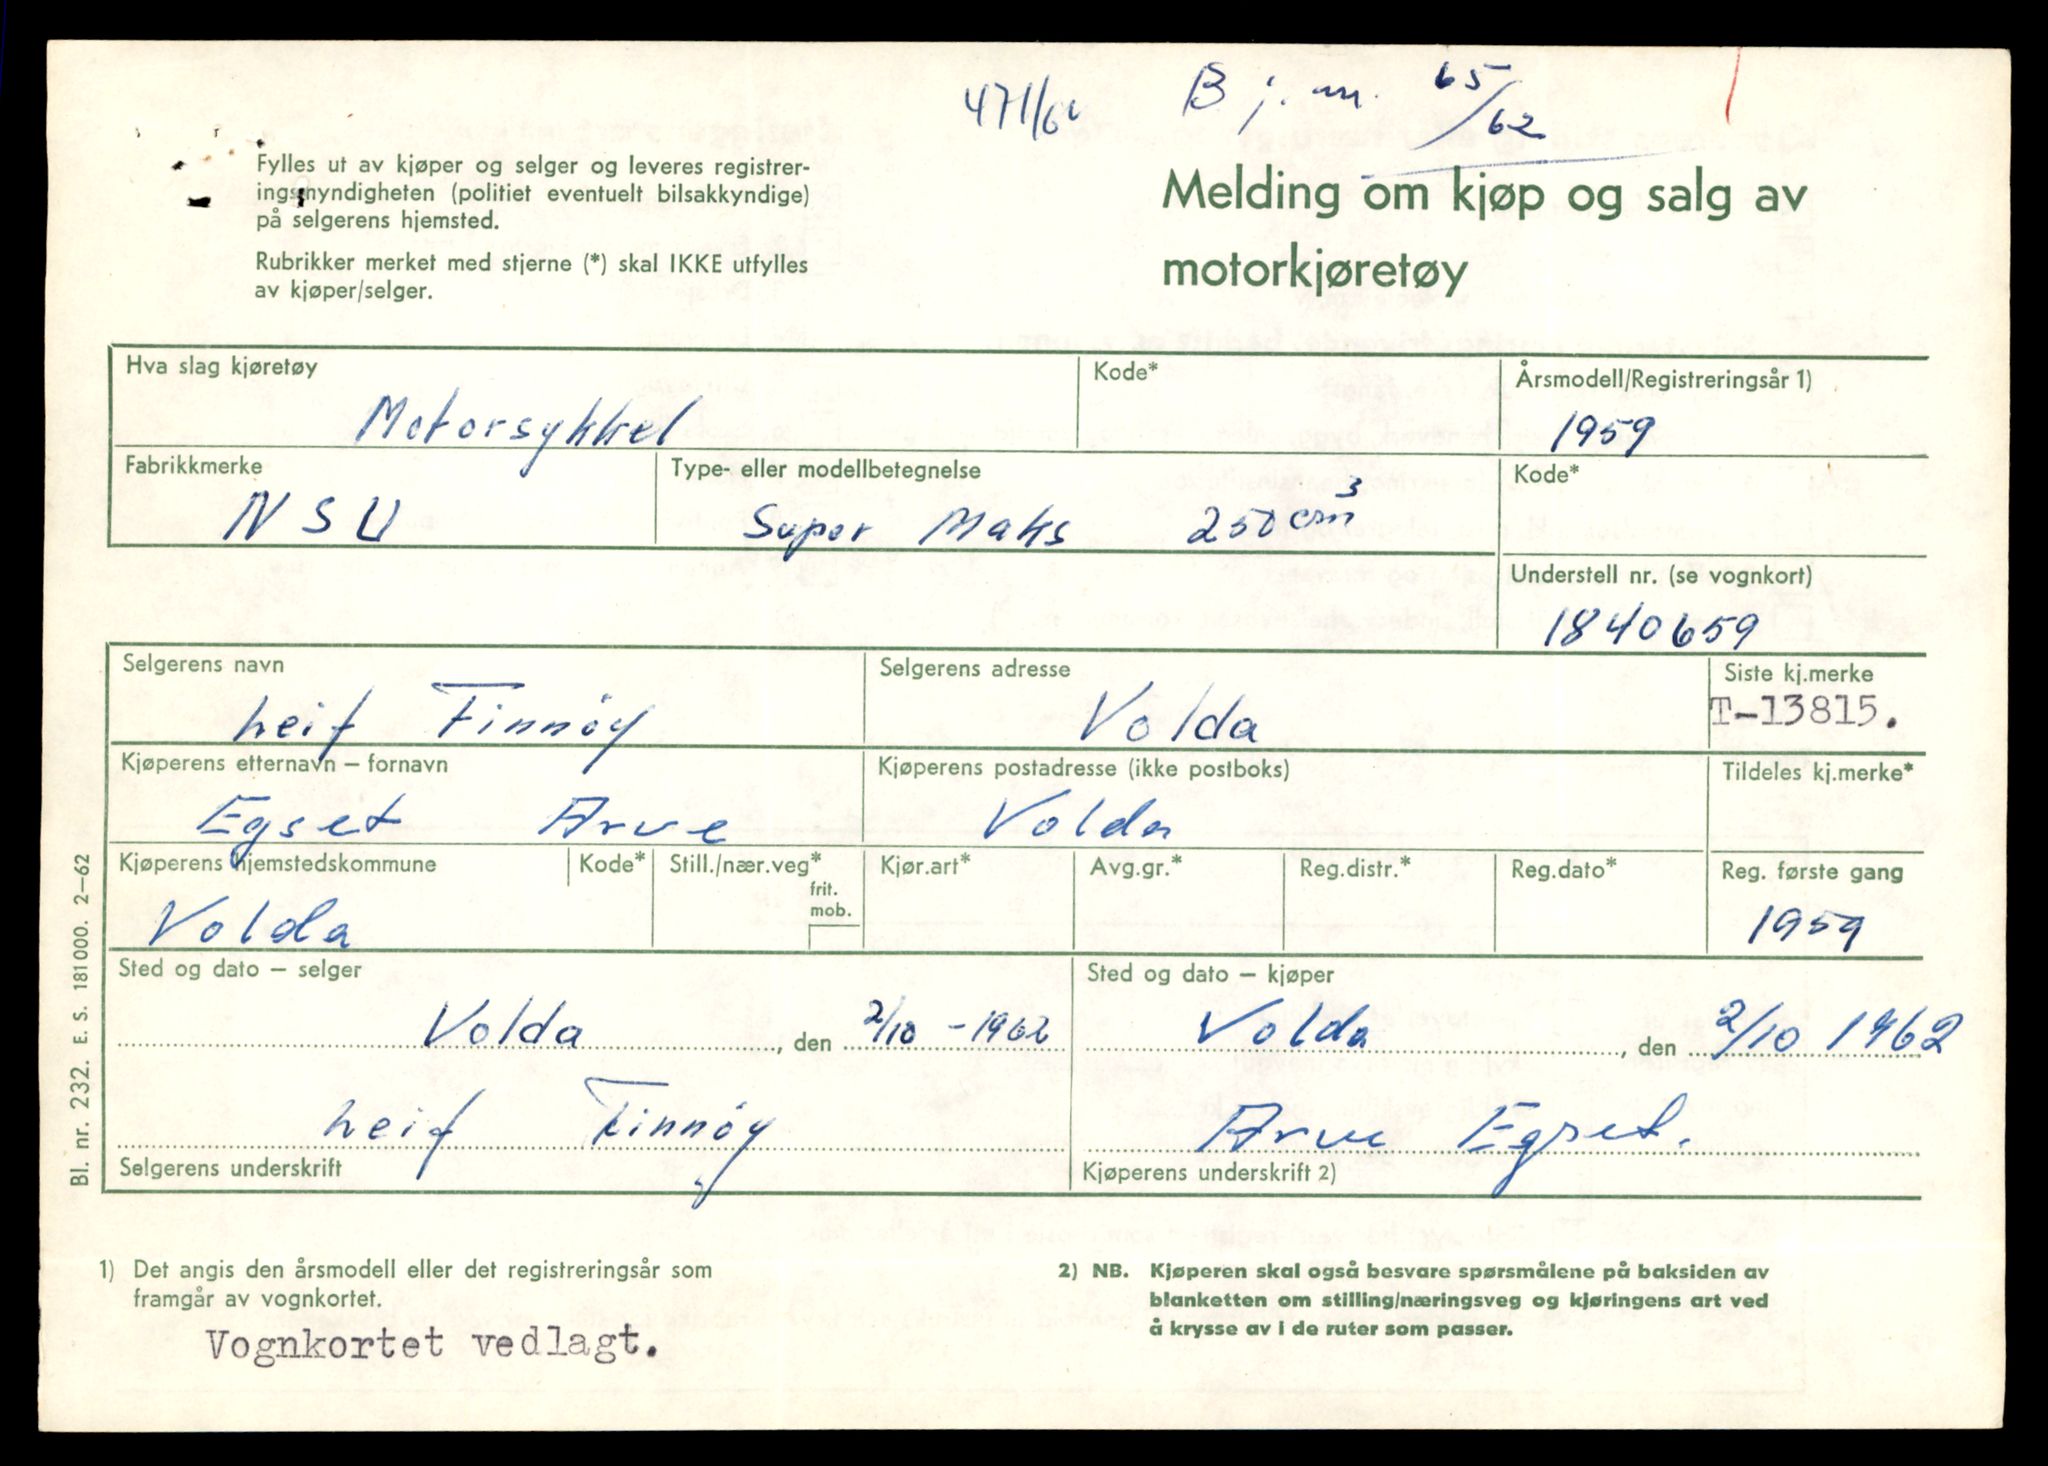 471/62 B j. nr. 65/62
Fylles ut av kjøper og selger og leveres registrer-
ingsmyndigheten (politiet eventuelt bilsakkyndige)
på selgerens hjemsted.
Rubrikker merket med stjerne (*) skal IKKE utfylles
av kjøper/selger.
Melding om kjøp og salg av
motorkjøretøy
Hva slag kjøretøy
Motorsykkel
Kode*
Årsmodell/Registreringsår 1)
1959
Fabrikkmerke
NSU
Type- eller modellbetegnelse
Super Maks 250 cm³
Kode*
Understell nr. (se vognkort)
1840659
Selgerens navn
Leif Finnöy
Selgerens adresse
Volda
Siste kj.merke
T-13815.
Kjøperens etternavn – fornavn
Egset Arve
Kjøperens postadresse (ikke postboks)
Volda
Tildeles kj.merke*
Kjøperens hjemstedskommune
Volda
Kode*
Still./nær.veg*
frit.
mob.
Kjør.art*
Avg.gr.*
Reg.distr.*
Reg.dato*
Reg. første gang
1959
Sted og dato – selger
Volda, den 2/10 - 1962
Sted og dato – kjøper
Volda, den 2/10 1962
Leif Finnöy
Selgerens underskrift
Arve Egset.
Kjøperens underskrift 2)
Bl. nr. 232. E. S. 181000. 2–62
1) Det angis den årsmodell eller det registreringsår som
framgår av vognkortet.
Vognkortet vedlagt.
2) NB. Kjøperen skal også besvare spørsmålene på baksiden av
blanketten om stilling/næringsveg og kjøringens art ved
å krysse av i de ruter som passer.